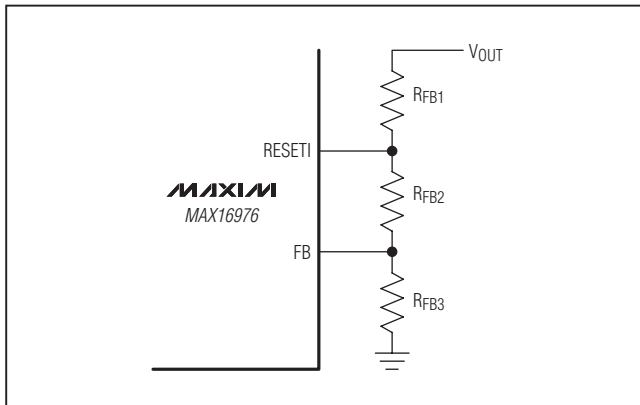 VOUT
RFB1
RESETI
RFB2
MAXIM
MAX16976
FB
RFB3